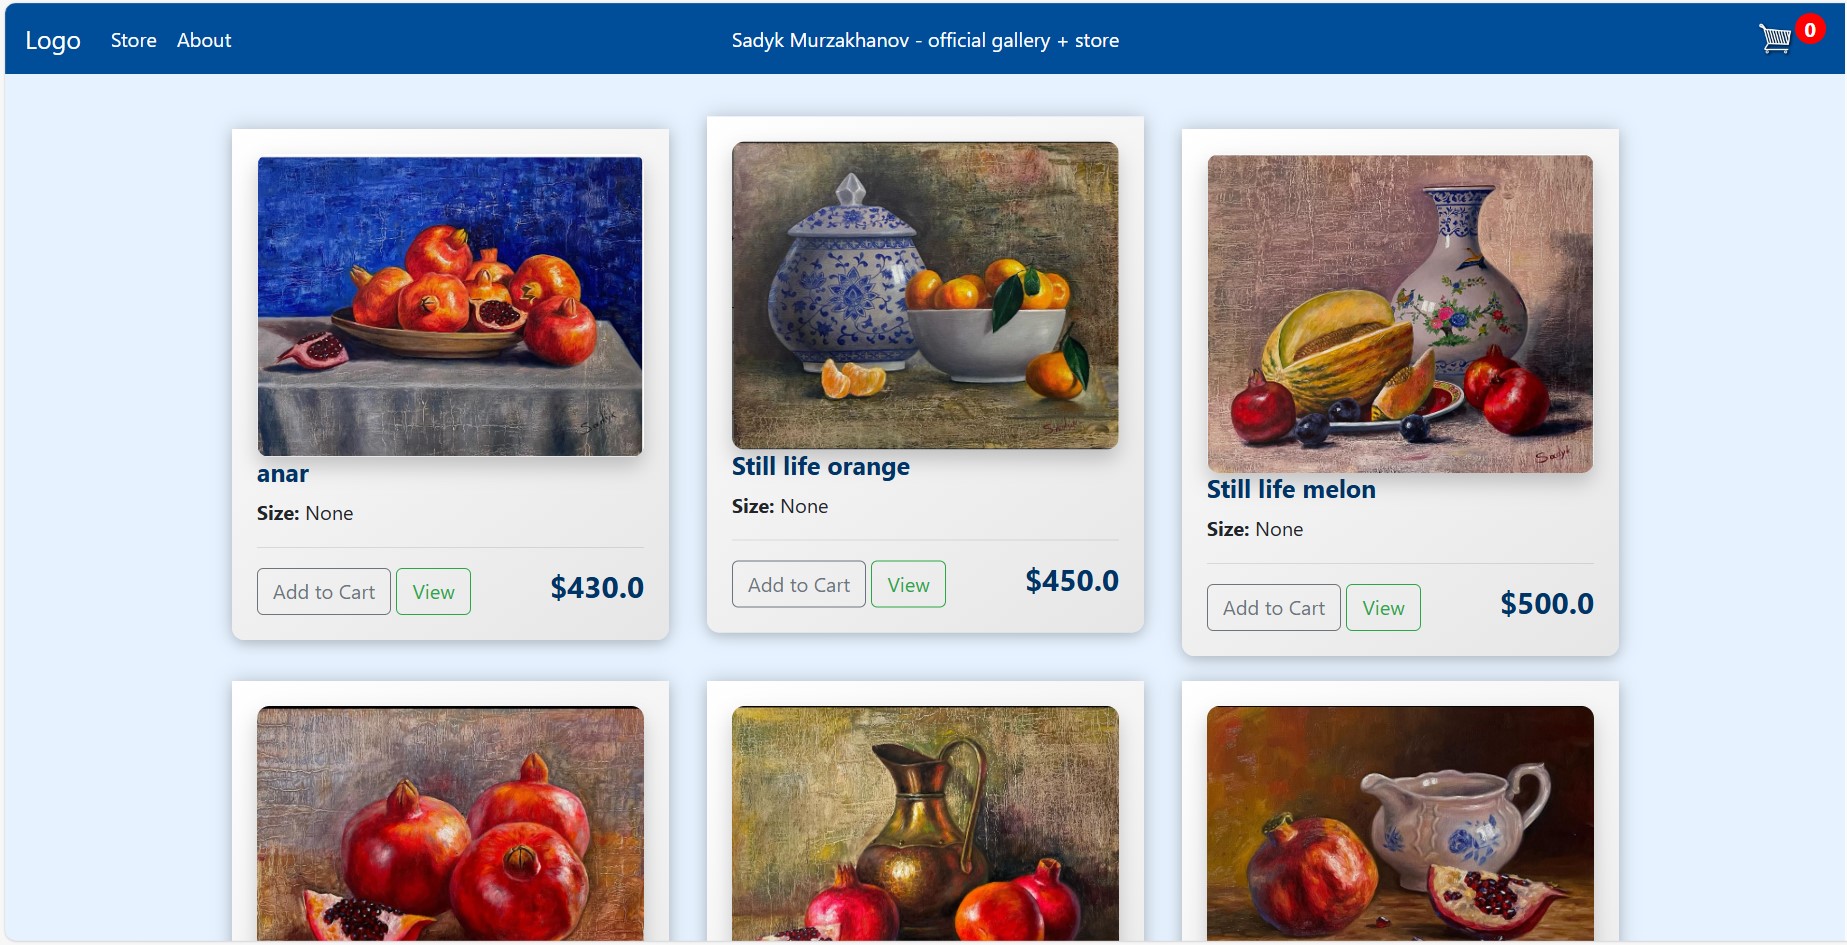 Logo Store About Sadyk Murzakhanov - official gallery + store 0
anar
Size: None
Add to Cart View $430.0
Still life orange
Size: None
Add to Cart View $450.0
Still life melon
Size: None
Add to Cart View $500.0